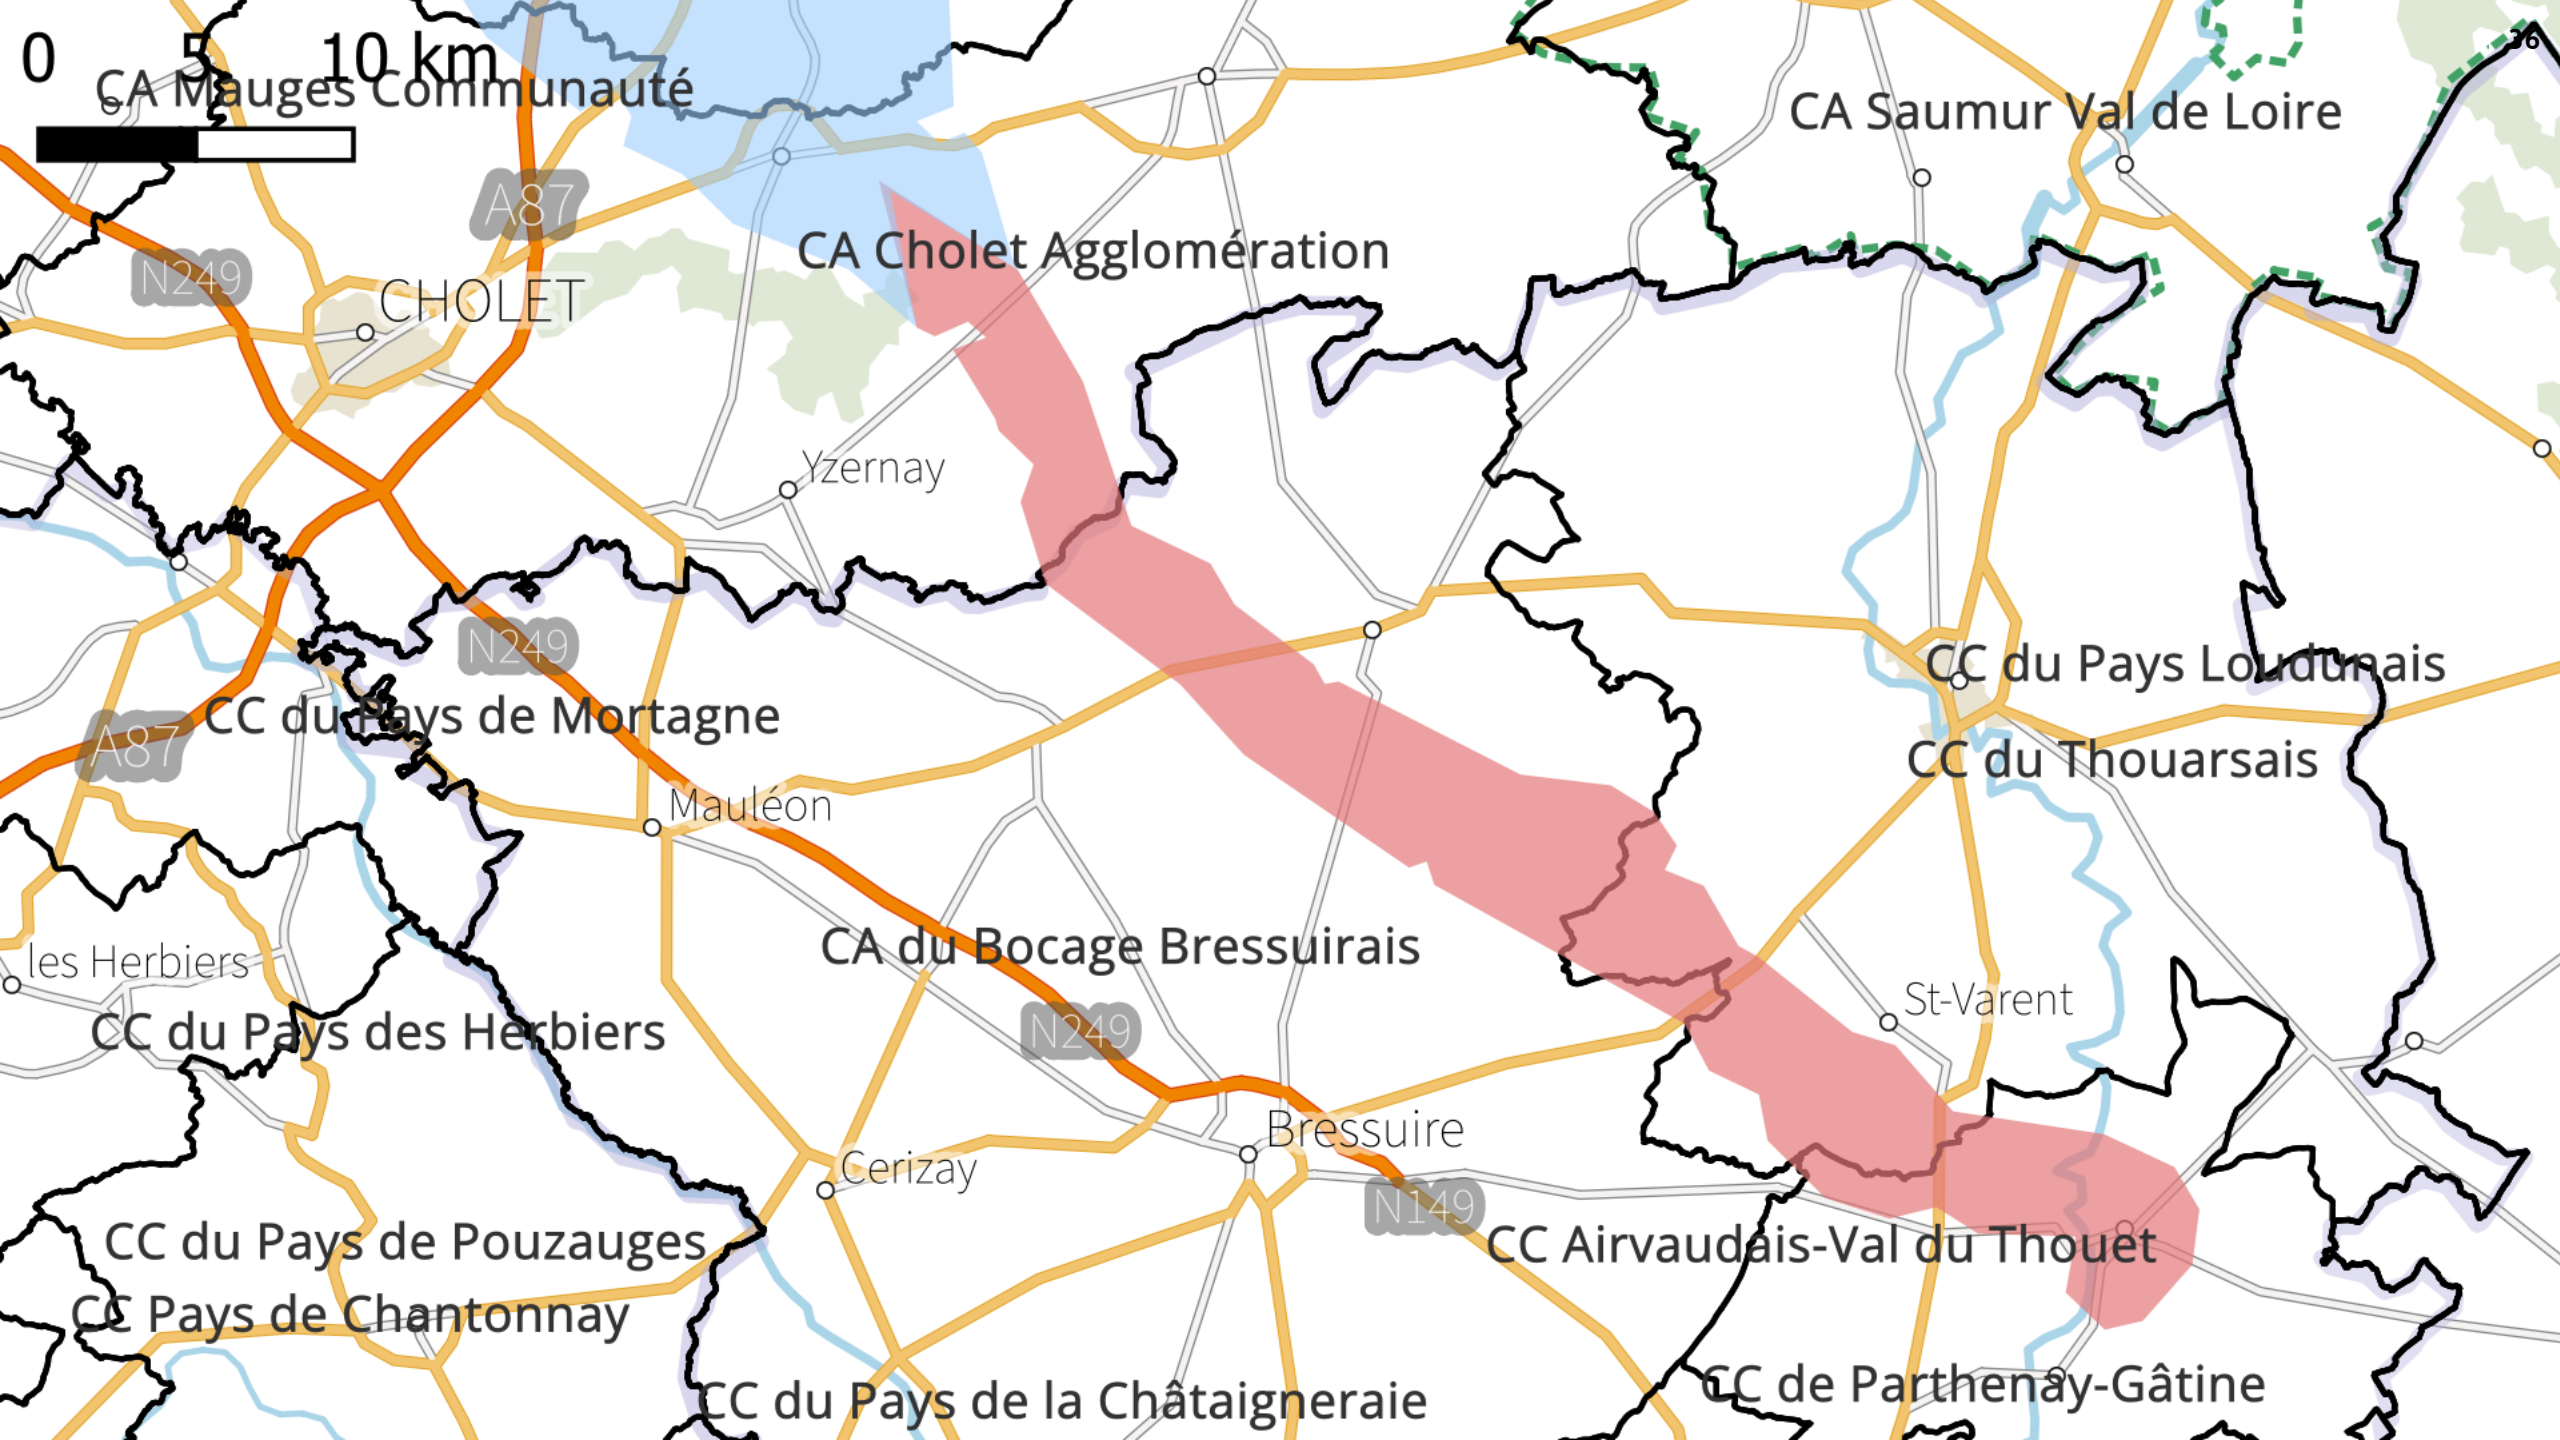 0 5 10 km
36
CA Mauges Communauté
CA Saumur Val de Loire
A87
CA Cholet Agglomération
N249
CHOLET
Yzernay
N249
CC du Pays Loudunais
CC du Pays de Mortagne
A87
CC du Thouarsais
Mauléon
CA du Bocage Bressuirais
les Herbiers
St-Varent
CC du Pays des Herbiers
N249
Bressuire
Cerizay
N149
CC du Pays de Pouzauges
CC Airvaudais-Val du Thouet
CC Pays de Chantonnay
CC de Parthenay-Gâtine
CC du Pays de la Châtaigneraie